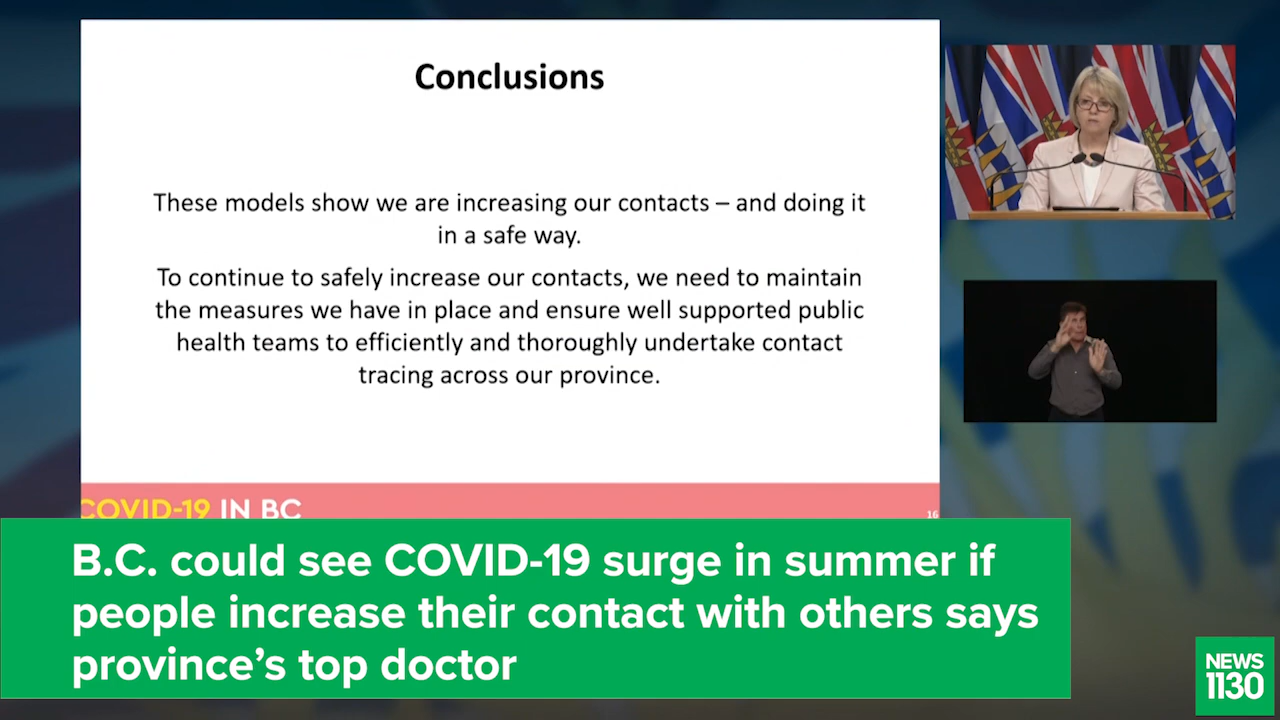 Conclusions
These models show we are increasing our contacts – and doing it
in a safe way.
To continue to safely increase our contacts, we need to maintain
the measures we have in place and ensure well supported public
health teams to efficiently and thoroughly undertake contact
tracing across our province.
COVID-19 IN BC
16
B.C. could see COVID-19 surge in summer if
people increase their contact with others says
province’s top doctor
NEWS
1130